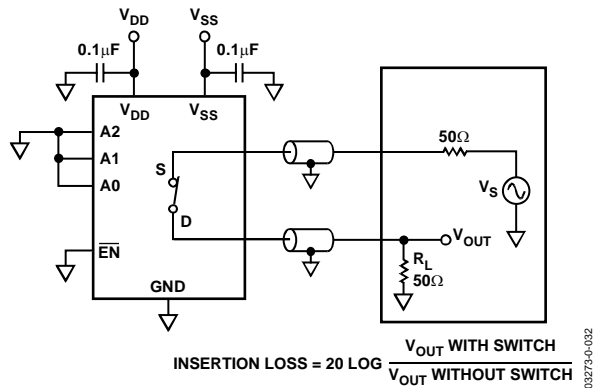 VDD VSS
0.1μF 0.1μF
VDD VSS
A2
A1
A0
EN
GND
S
D
50Ω
VS
VOUT
RL
50Ω
INSERTION LOSS = 20 LOG VOUT WITH SWITCH
VOUT WITHOUT SWITCH
03273-0-032